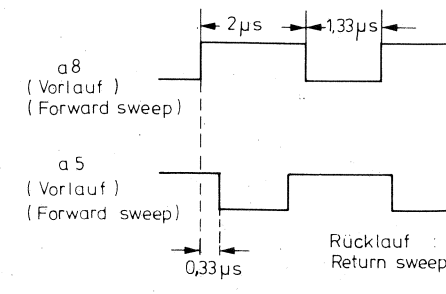 2µs
1,33µs
a8
(Vorlauf)
(Forward sweep)
a5
(Vorlauf)
(Forward sweep)
0,33µs
Rücklauf :
Return sweep